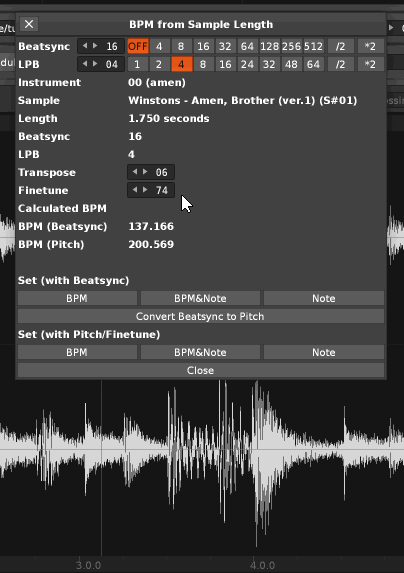 BPM from Sample Length
Beatsync 16 OFF 4 8 16 32 64 128 256 512 /2 *2
LPB 04 1 2 4 8 16 24 32 48 64 /2 *2
Instrument 00 (amen)
Sample Winstons - Amen, Brother (ver.1) (S#01)
Length 1.750 seconds
Beatsync 16
LPB 4
Transpose 06
Finetune 74
Calculated BPM
BPM (Beatsync) 137.166
BPM (Pitch) 200.569
Set (with Beatsync)
BPM BPM&Note Note
Convert Beatsync to Pitch
Set (with Pitch/Finetune)
BPM BPM&Note Note
Close
3.0.0 4.0.0